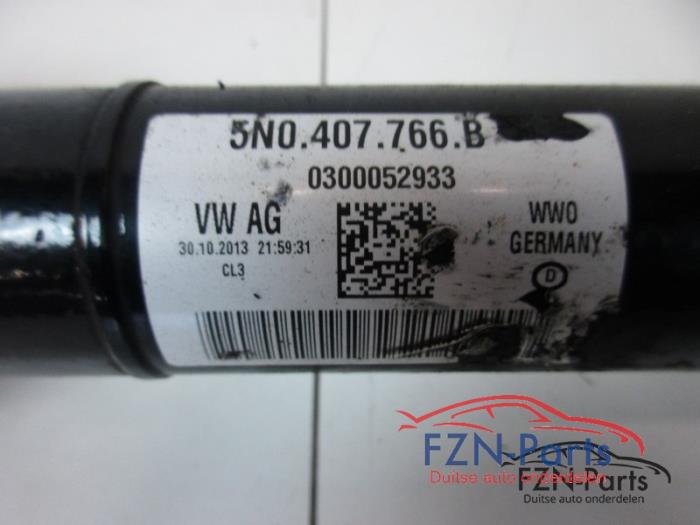 5N0.407.766.B
0300052933
VW AG
30.10.2013 21:59:31
CL3
WWO
GERMANY
D
FZN-Parts
Duitse auto onderdelen
FZN-Parts
Duitse auto onderdelen